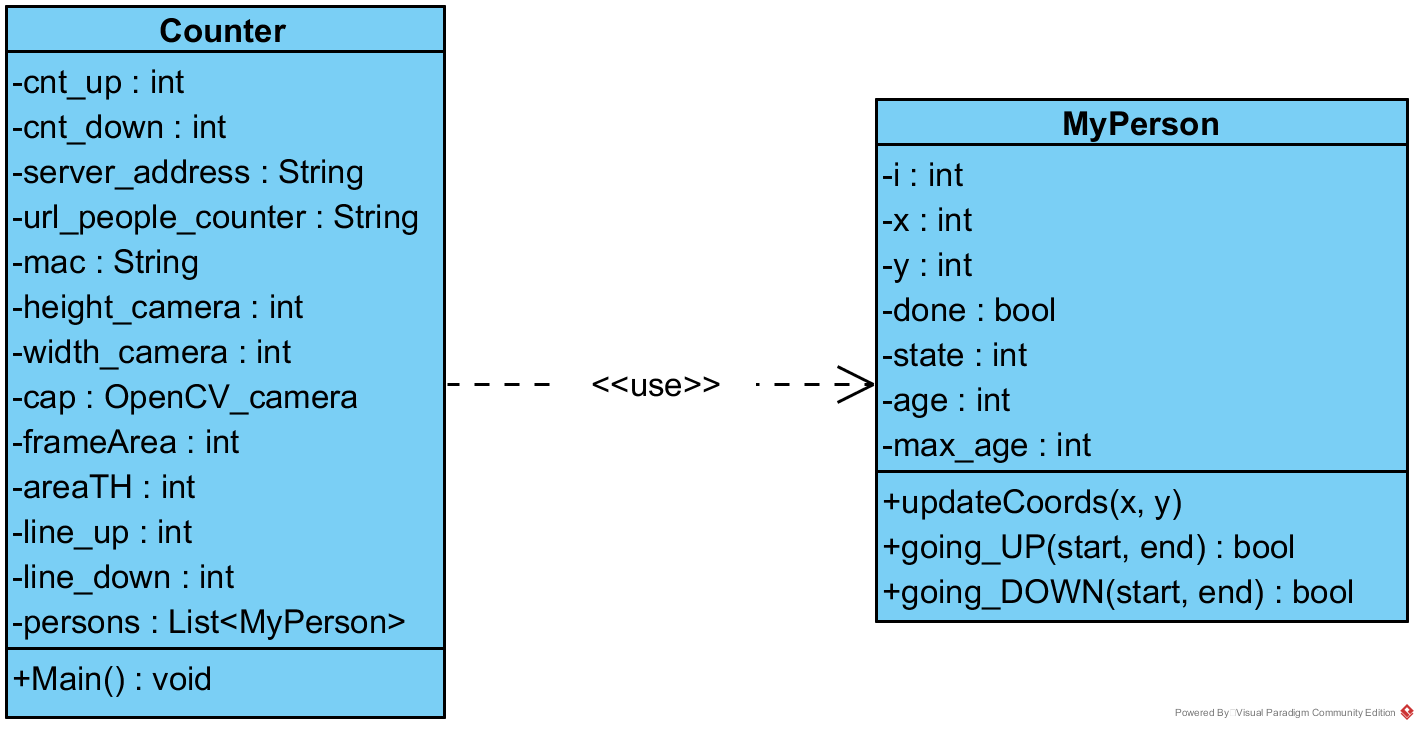 Counter
-cnt_up : int
-cnt_down : int
-server_address : String
-url_people_counter : String
-mac : String
-height_camera : int
-width_camera : int
-cap : OpenCV_camera
-frameArea : int
-areaTH : int
-line_up : int
-line_down : int
-persons : List<MyPerson>
+Main() : void
<<use>>
MyPerson
-i : int
-x : int
-y : int
-done : bool
-state : int
-age : int
-max_age : int
+updateCoords(x, y)
+going_UP(start, end) : bool
+going_DOWN(start, end) : bool
Powered By Visual Paradigm Community Edition